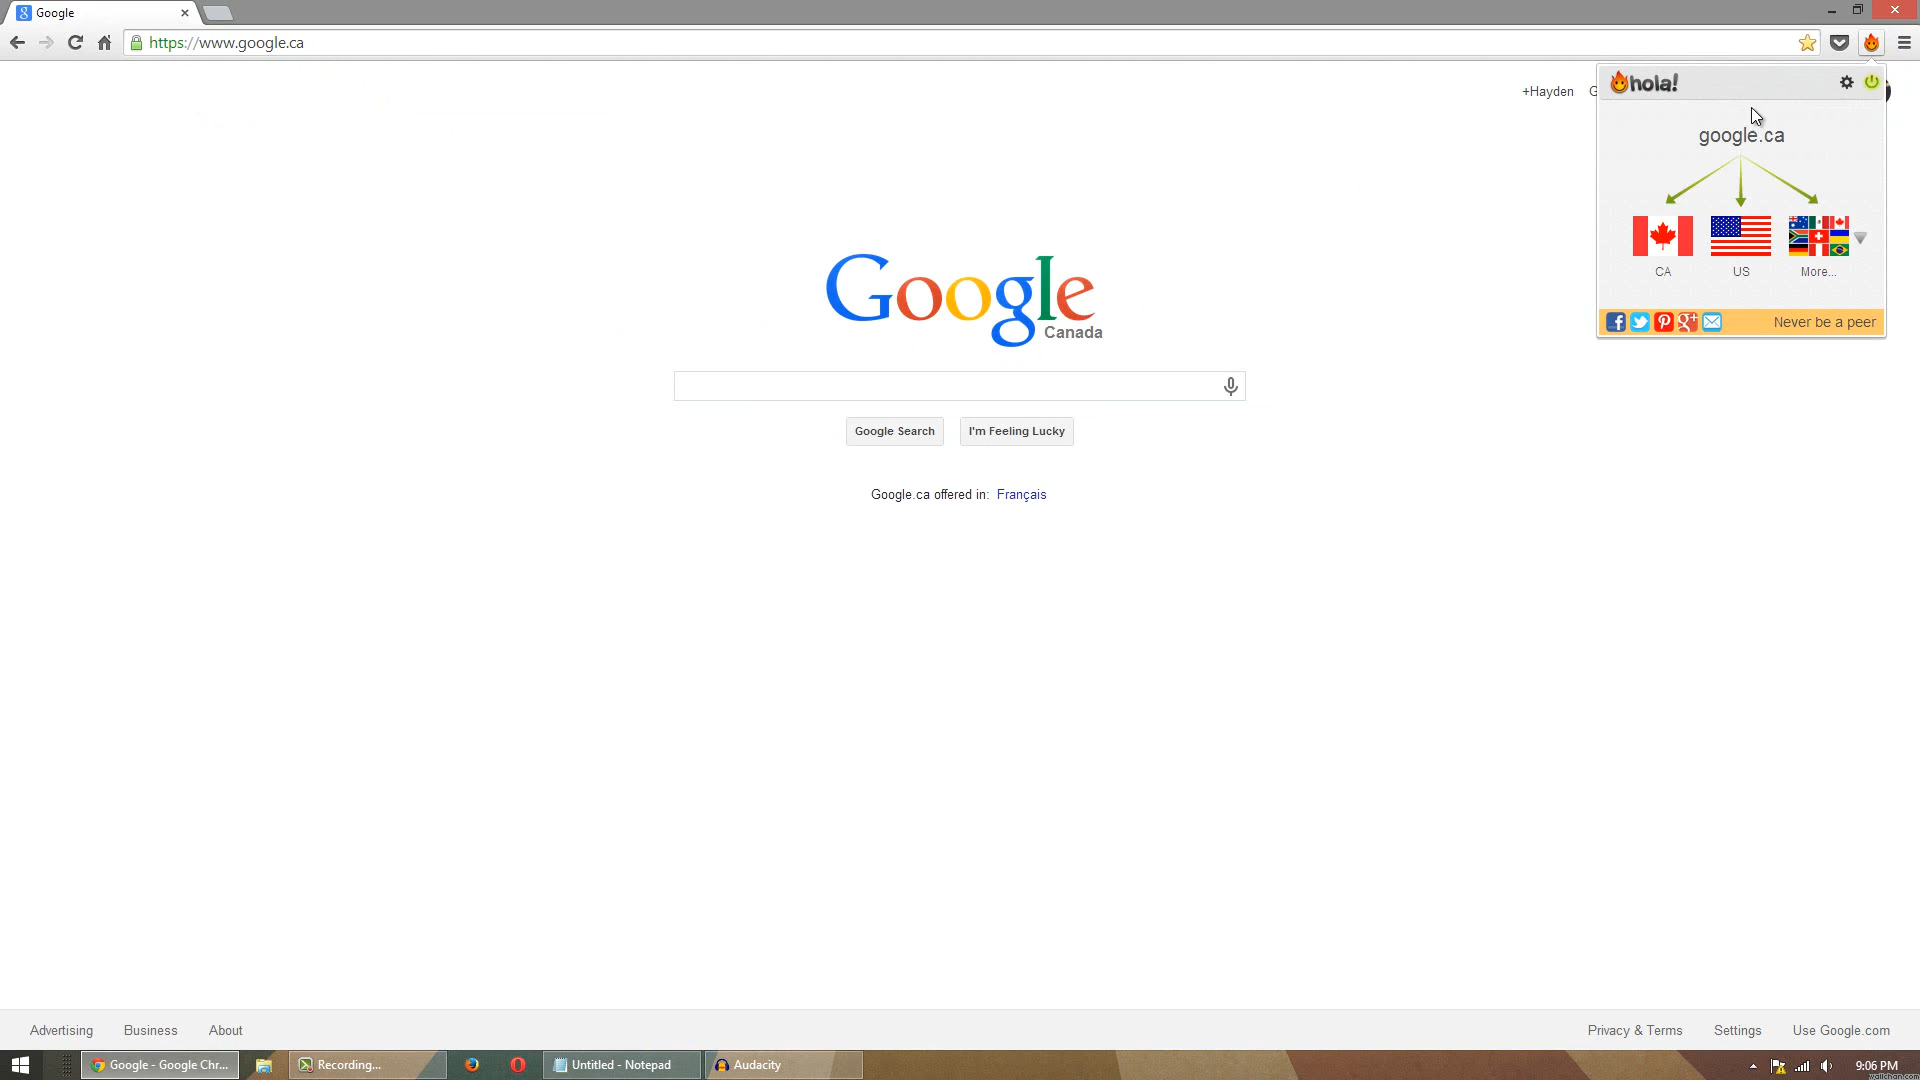 Google
https://www.google.ca
+Hayden G
hola!
google.ca
CA US More...
Never be a peer
Google
Canada
Google Search I'm Feeling Lucky
Google.ca offered in: Français
Advertising Business About
Privacy & Terms Settings Use Google.com
Google - Google Chr...
Recording...
Untitled - Notepad
Audacity
9:06 PM